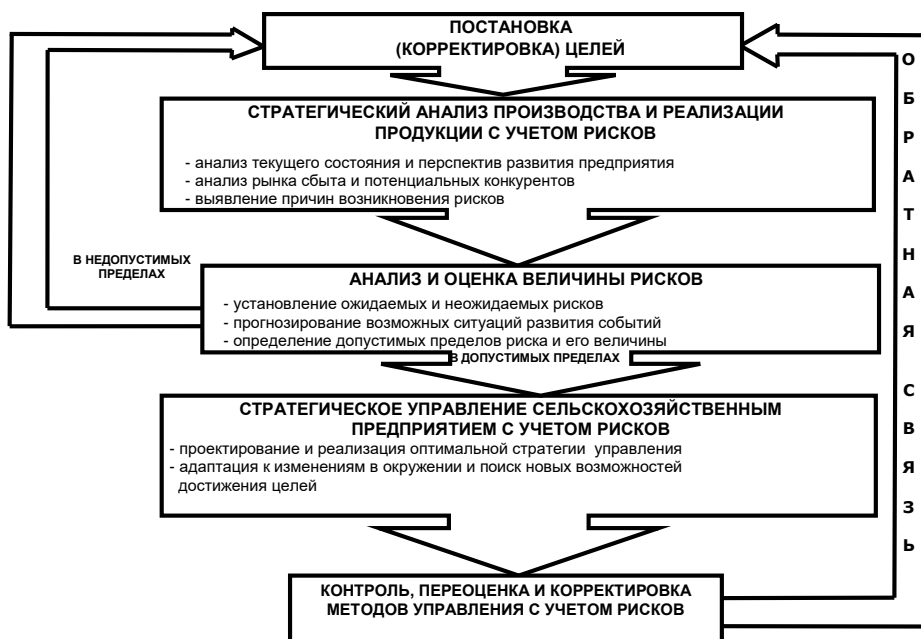 ПОСТАНОВКА
(КОРРЕКТИРОВКА) ЦЕЛЕЙ
СТРАТЕГИЧЕСКИЙ АНАЛИЗ ПРОИЗВОДСТВА И РЕАЛИЗАЦИИ
ПРОДУКЦИИ С УЧЕТОМ РИСКОВ
- анализ текущего состояния и перспектив развития предприятия
- анализ рынка сбыта и потенциальных конкурентов
- выявление причин возникновения рисков
В НЕДОПУСТИМЫХ
ПРЕДЕЛАХ
АНАЛИЗ И ОЦЕНКА ВЕЛИЧИНЫ РИСКОВ
- установление ожидаемых и неожидаемых рисков
- прогнозирование возможных ситуаций развития событий
- определение допустимых пределов риска и его величины
В ДОПУСТИМЫХ ПРЕДЕЛАХ
СТРАТЕГИЧЕСКОЕ УПРАВЛЕНИЕ СЕЛЬСКОХОЗЯЙСТВЕННЫМ
ПРЕДПРИЯТИЕМ С УЧЕТОМ РИСКОВ
- проектирование и реализация оптимальной стратегии управления
- адаптация к изменениям в окружении и поиск новых возможностей
достижения целей
КОНТРОЛЬ, ПЕРЕОЦЕНКА И КОРРЕКТИРОВКА
МЕТОДОВ УПРАВЛЕНИЯ С УЧЕТОМ РИСКОВ
ОБРАТНАЯ СВЯЗЬ